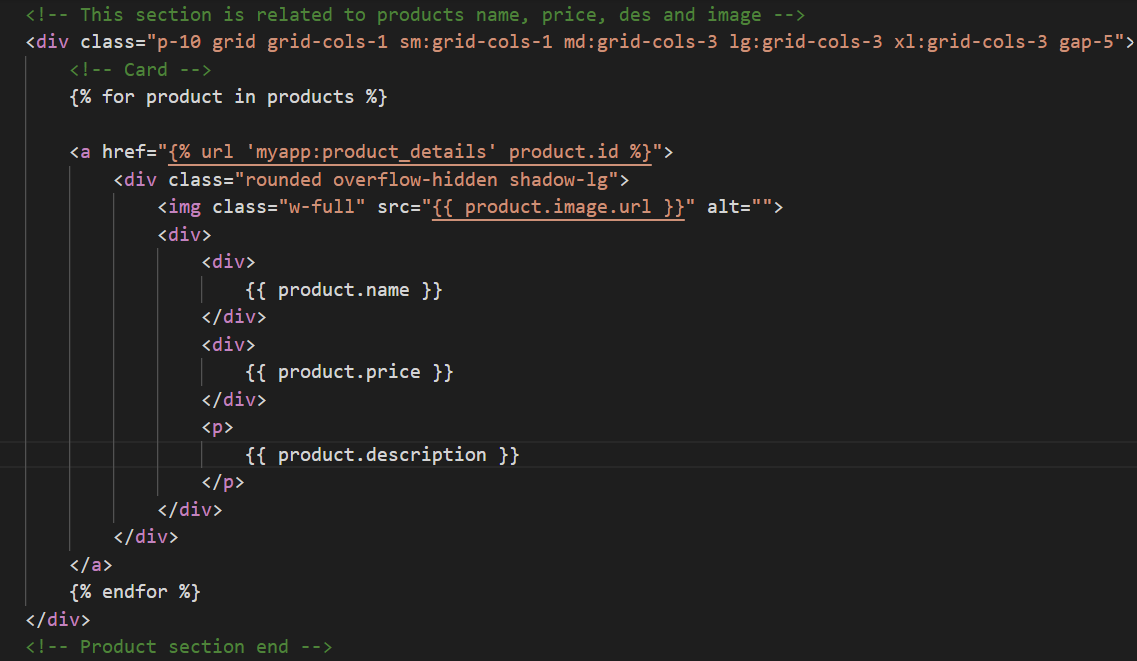 <!-- This section is related to products name, price, des and image -->
<div class="p-10 grid grid-cols-1 sm:grid-cols-1 md:grid-cols-3 lg:grid-cols-3 xl:grid-cols-3 gap-5">
    <!-- Card -->
    {% for product in products %}

    <a href="{% url 'myapp:product_details' product.id %}">
        <div class="rounded overflow-hidden shadow-lg">
            <img class="w-full" src="{{ product.image.url }}" alt="">
            <div>
                <div>
                    {{ product.name }}
                </div>
                <div>
                    {{ product.price }}
                </div>
                <p>
                    {{ product.description }}
                </p>
            </div>
        </div>
    </a>
    {% endfor %}
</div>
<!-- Product section end -->